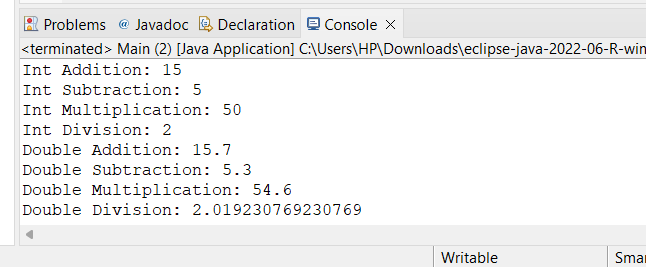 Problems @ Javadoc Declaration Console
<terminated> Main (2) [Java Application] C:\Users\HP\Downloads\eclipse-java-2022-06-R-win
Int Addition: 15
Int Subtraction: 5
Int Multiplication: 50
Int Division: 2
Double Addition: 15.7
Double Subtraction: 5.3
Double Multiplication: 54.6
Double Division: 2.019230769230769
Writable Smar